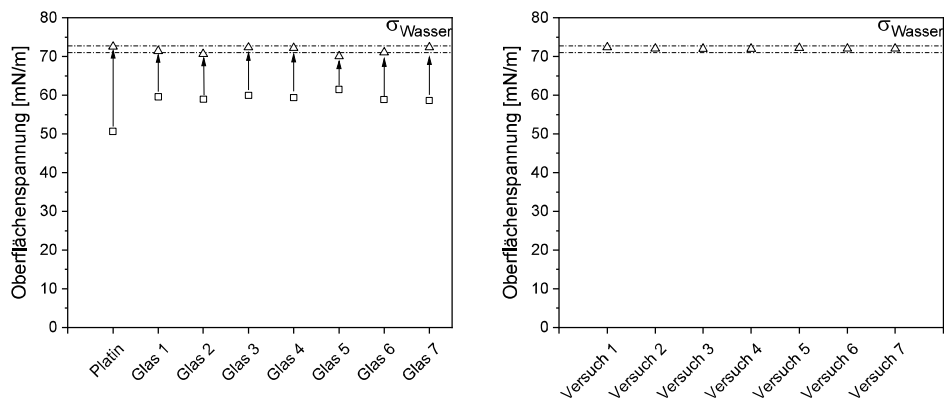 80
70
60
50
40
30
20
10
0
Oberflächenspannung [mN/m]
σWasser
Platin
Glas 1
Glas 2
Glas 3
Glas 4
Glas 5
Glas 6
Glas 7
80
70
60
50
40
30
20
10
0
Oberflächenspannung [mN/m]
σWasser
Versuch 1
Versuch 2
Versuch 3
Versuch 4
Versuch 5
Versuch 6
Versuch 7